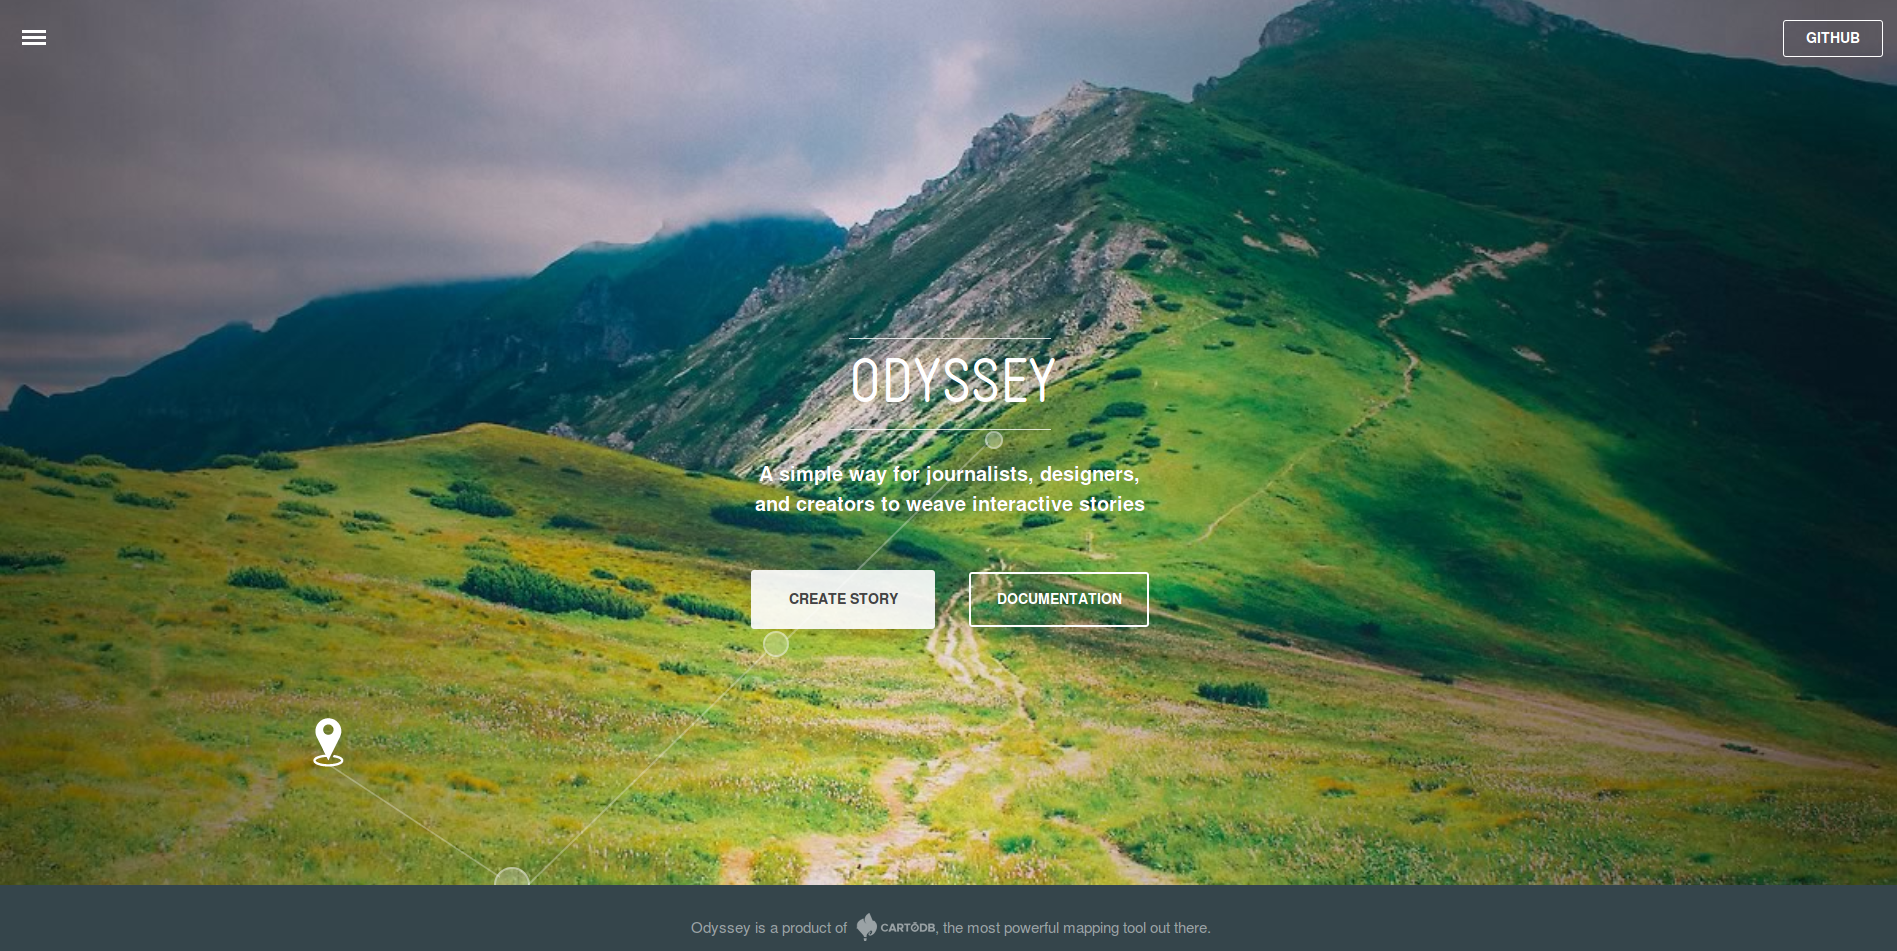 GITHUB
ODYSSEY
A simple way for journalists, designers,
and creators to weave interactive stories
CREATE STORY
DOCUMENTATION
Odyssey is a product of CARTODB, the most powerful mapping tool out there.